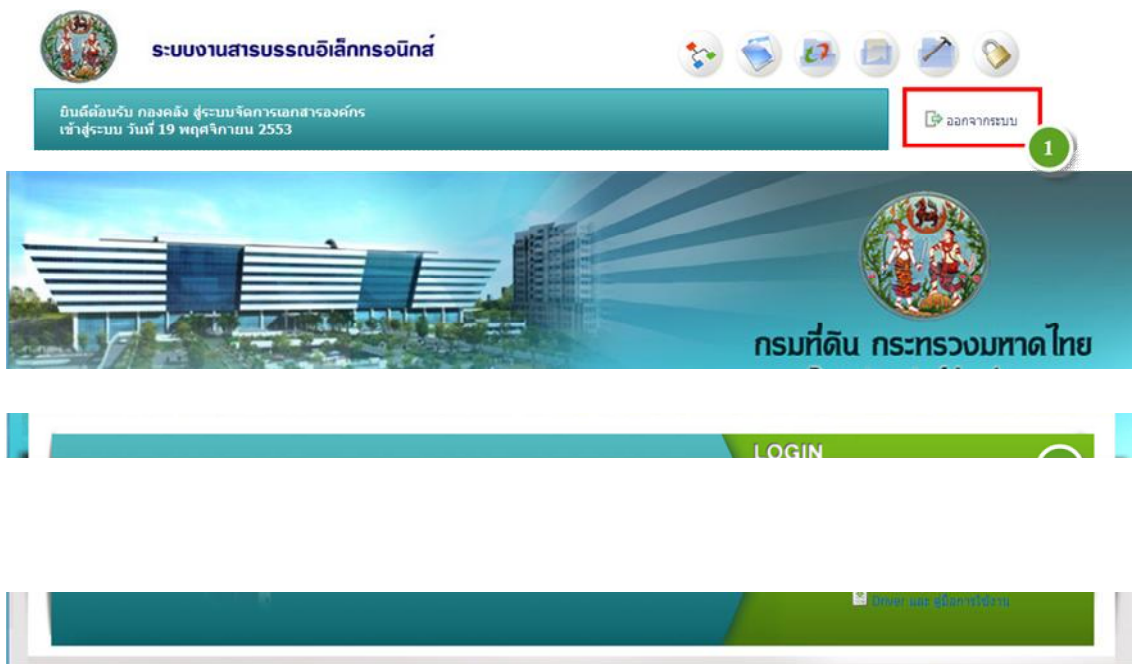 ระบบงานสารบรรณอิเล็กทรอนิกส์
ยินดีต้อนรับ กองคลัง สู่ระบบจัดการเอกสารองค์กร
เข้าสู่ระบบ วันที่ 19 พฤศจิกายน 2553
ออกจากระบบ
1
กรมที่ดิน กระทรวงมหาดไทย
LOGIN
Driver และ คู่มือการใช้งาน